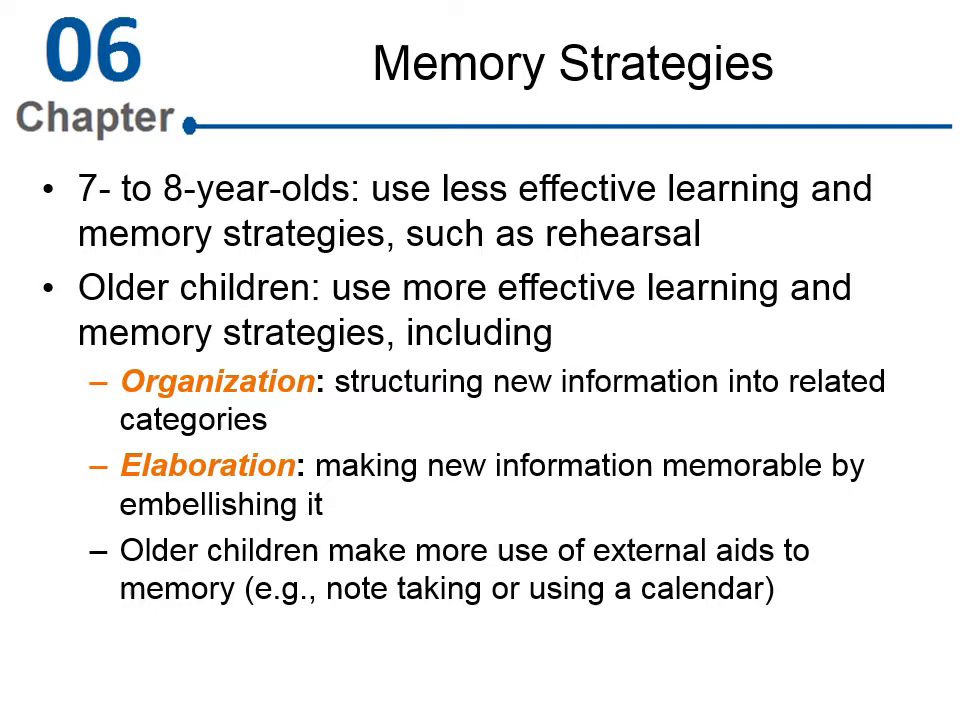 06
Chapter
Memory Strategies
• 7- to 8-year-olds: use less effective learning and
memory strategies, such as rehearsal
• Older children: use more effective learning and
memory strategies, including
– Organization: structuring new information into related
categories
– Elaboration: making new information memorable by
embellishing it
– Older children make more use of external aids to
memory (e.g., note taking or using a calendar)